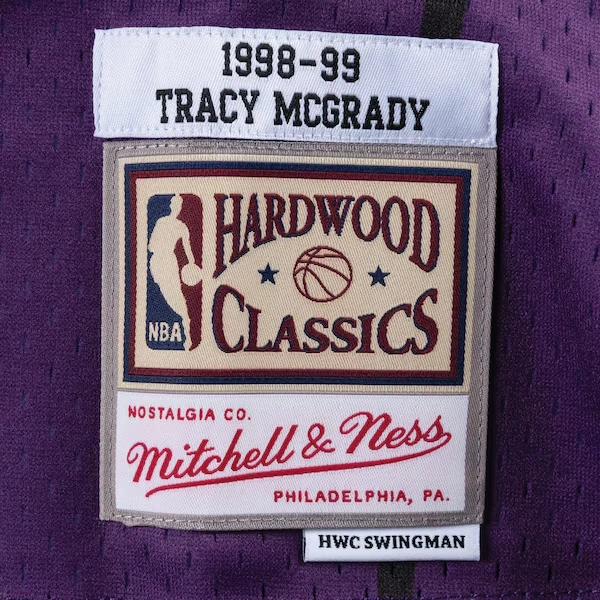 1998-99
TRACY MCGRADY
HARDWOOD
CLASSICS
NBA
NOSTALGIA CO.
Mitchell & Ness
PHILADELPHIA, PA.
HWC SWINGMAN